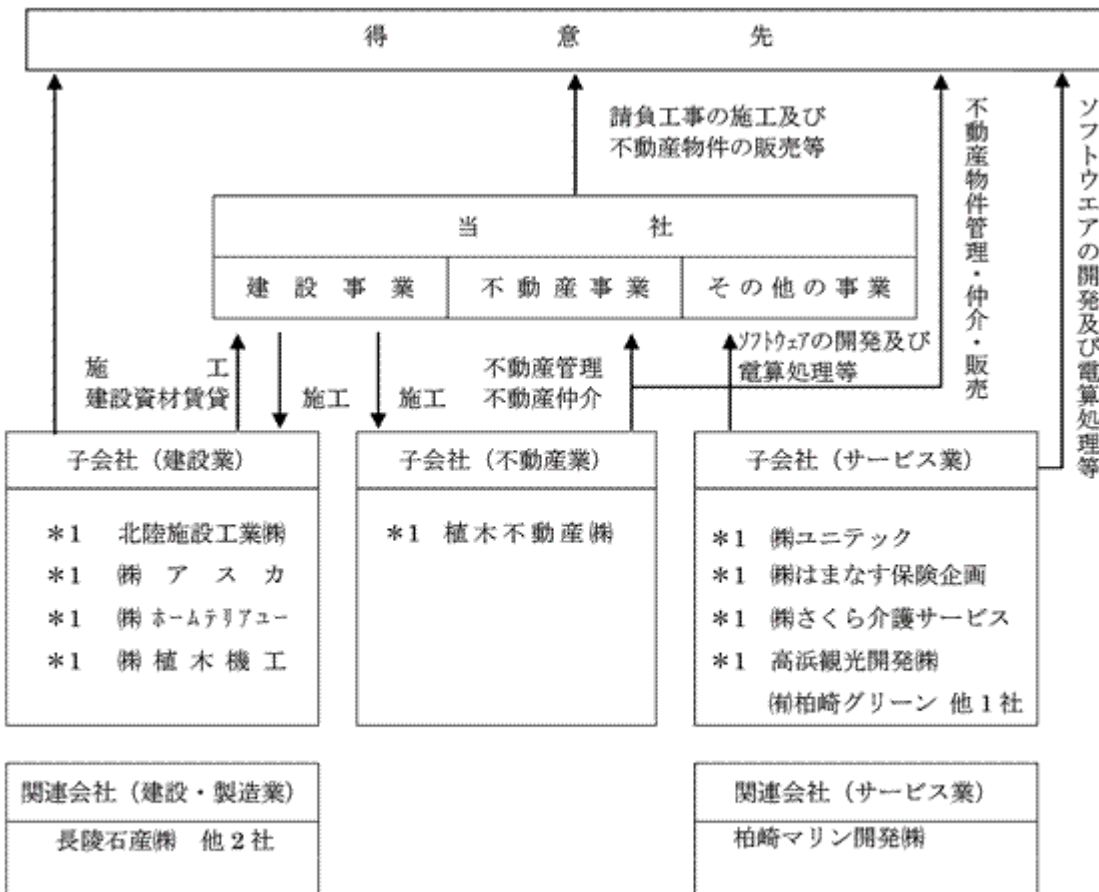 得意先
請負工事の施工及び
不動産物件の販売等
不動産物件管理・仲介・販売
ソフトウエアの開発及び電算処理等
当社
建設事業
不動産事業
その他の事業
施工
建設資材賃貸
施工
施工
不動産管理
不動産仲介
ｿﾌﾄｳｪｱの開発及び
電算処理等
子会社（建設業）
＊1 北陸施設工業㈱
＊1 ㈱アスカ
＊1 ㈱ホームテリアユー
＊1 ㈱植木機工
子会社（不動産業）
＊1 植木不動産㈱
子会社（サービス業）
＊1 ㈱ユニテック
＊1 ㈱はまなす保険企画
＊1 ㈱さくら介護サービス
＊1 高浜観光開発㈱
㈲柏崎グリーン 他1社
関連会社（建設・製造業）
長陵石産㈱ 他2社
関連会社（サービス業）
柏崎マリン開発㈱